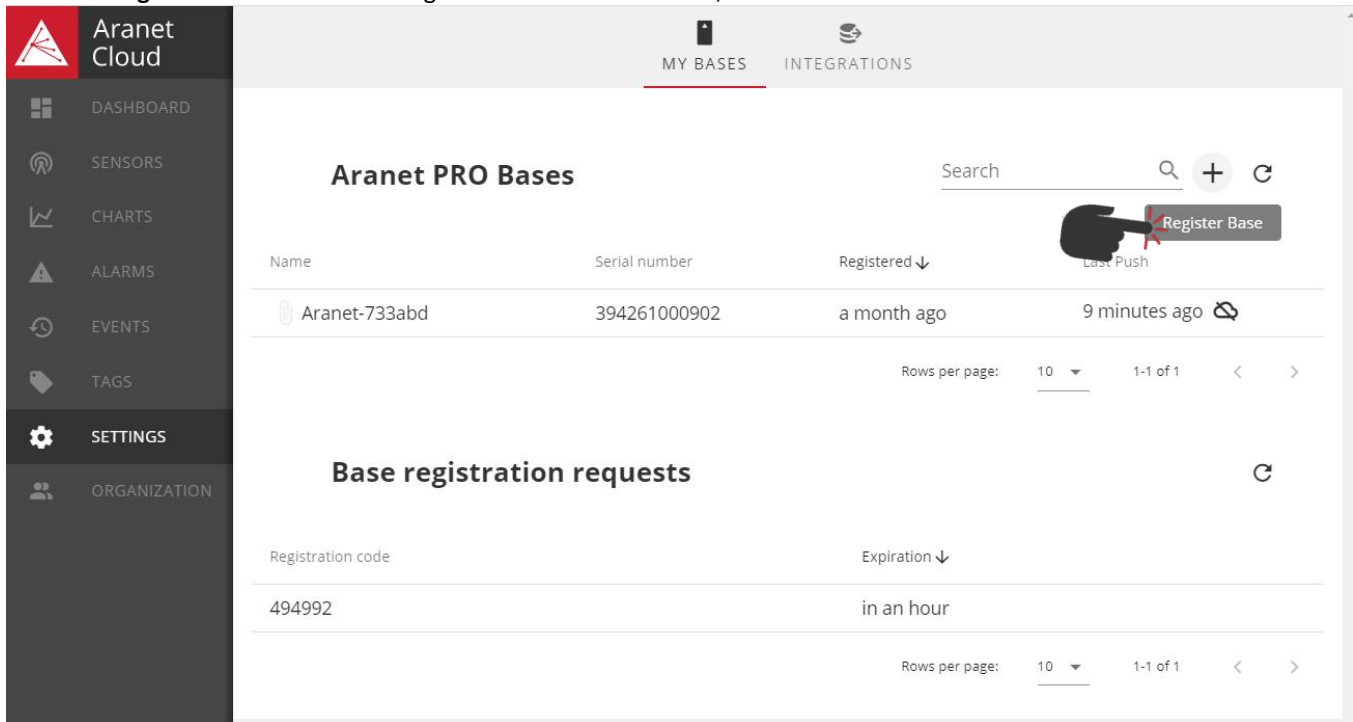 Aranet
Cloud
MY BASES
INTEGRATIONS
DASHBOARD
SENSORS
CHARTS
ALARMS
EVENTS
TAGS
SETTINGS
ORGANIZATION
Aranet PRO Bases
Search
Register Base
Name Serial number Registered Last Push
Aranet-733abd 394261000902 a month ago 9 minutes ago
Rows per page: 10 1-1 of 1
Base registration requests
Registration code Expiration
494992 in an hour
Rows per page: 10 1-1 of 1